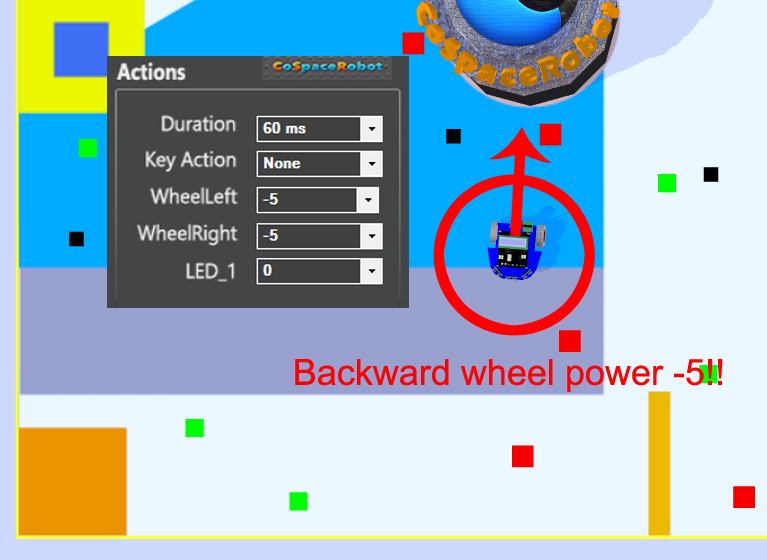 CoSpaceRobot
Actions
CoSpaceRobot
Duration
60 ms
Key Action
None
WheelLeft
-5
WheelRight
-5
LED_1
0
Backward wheel power -5!!